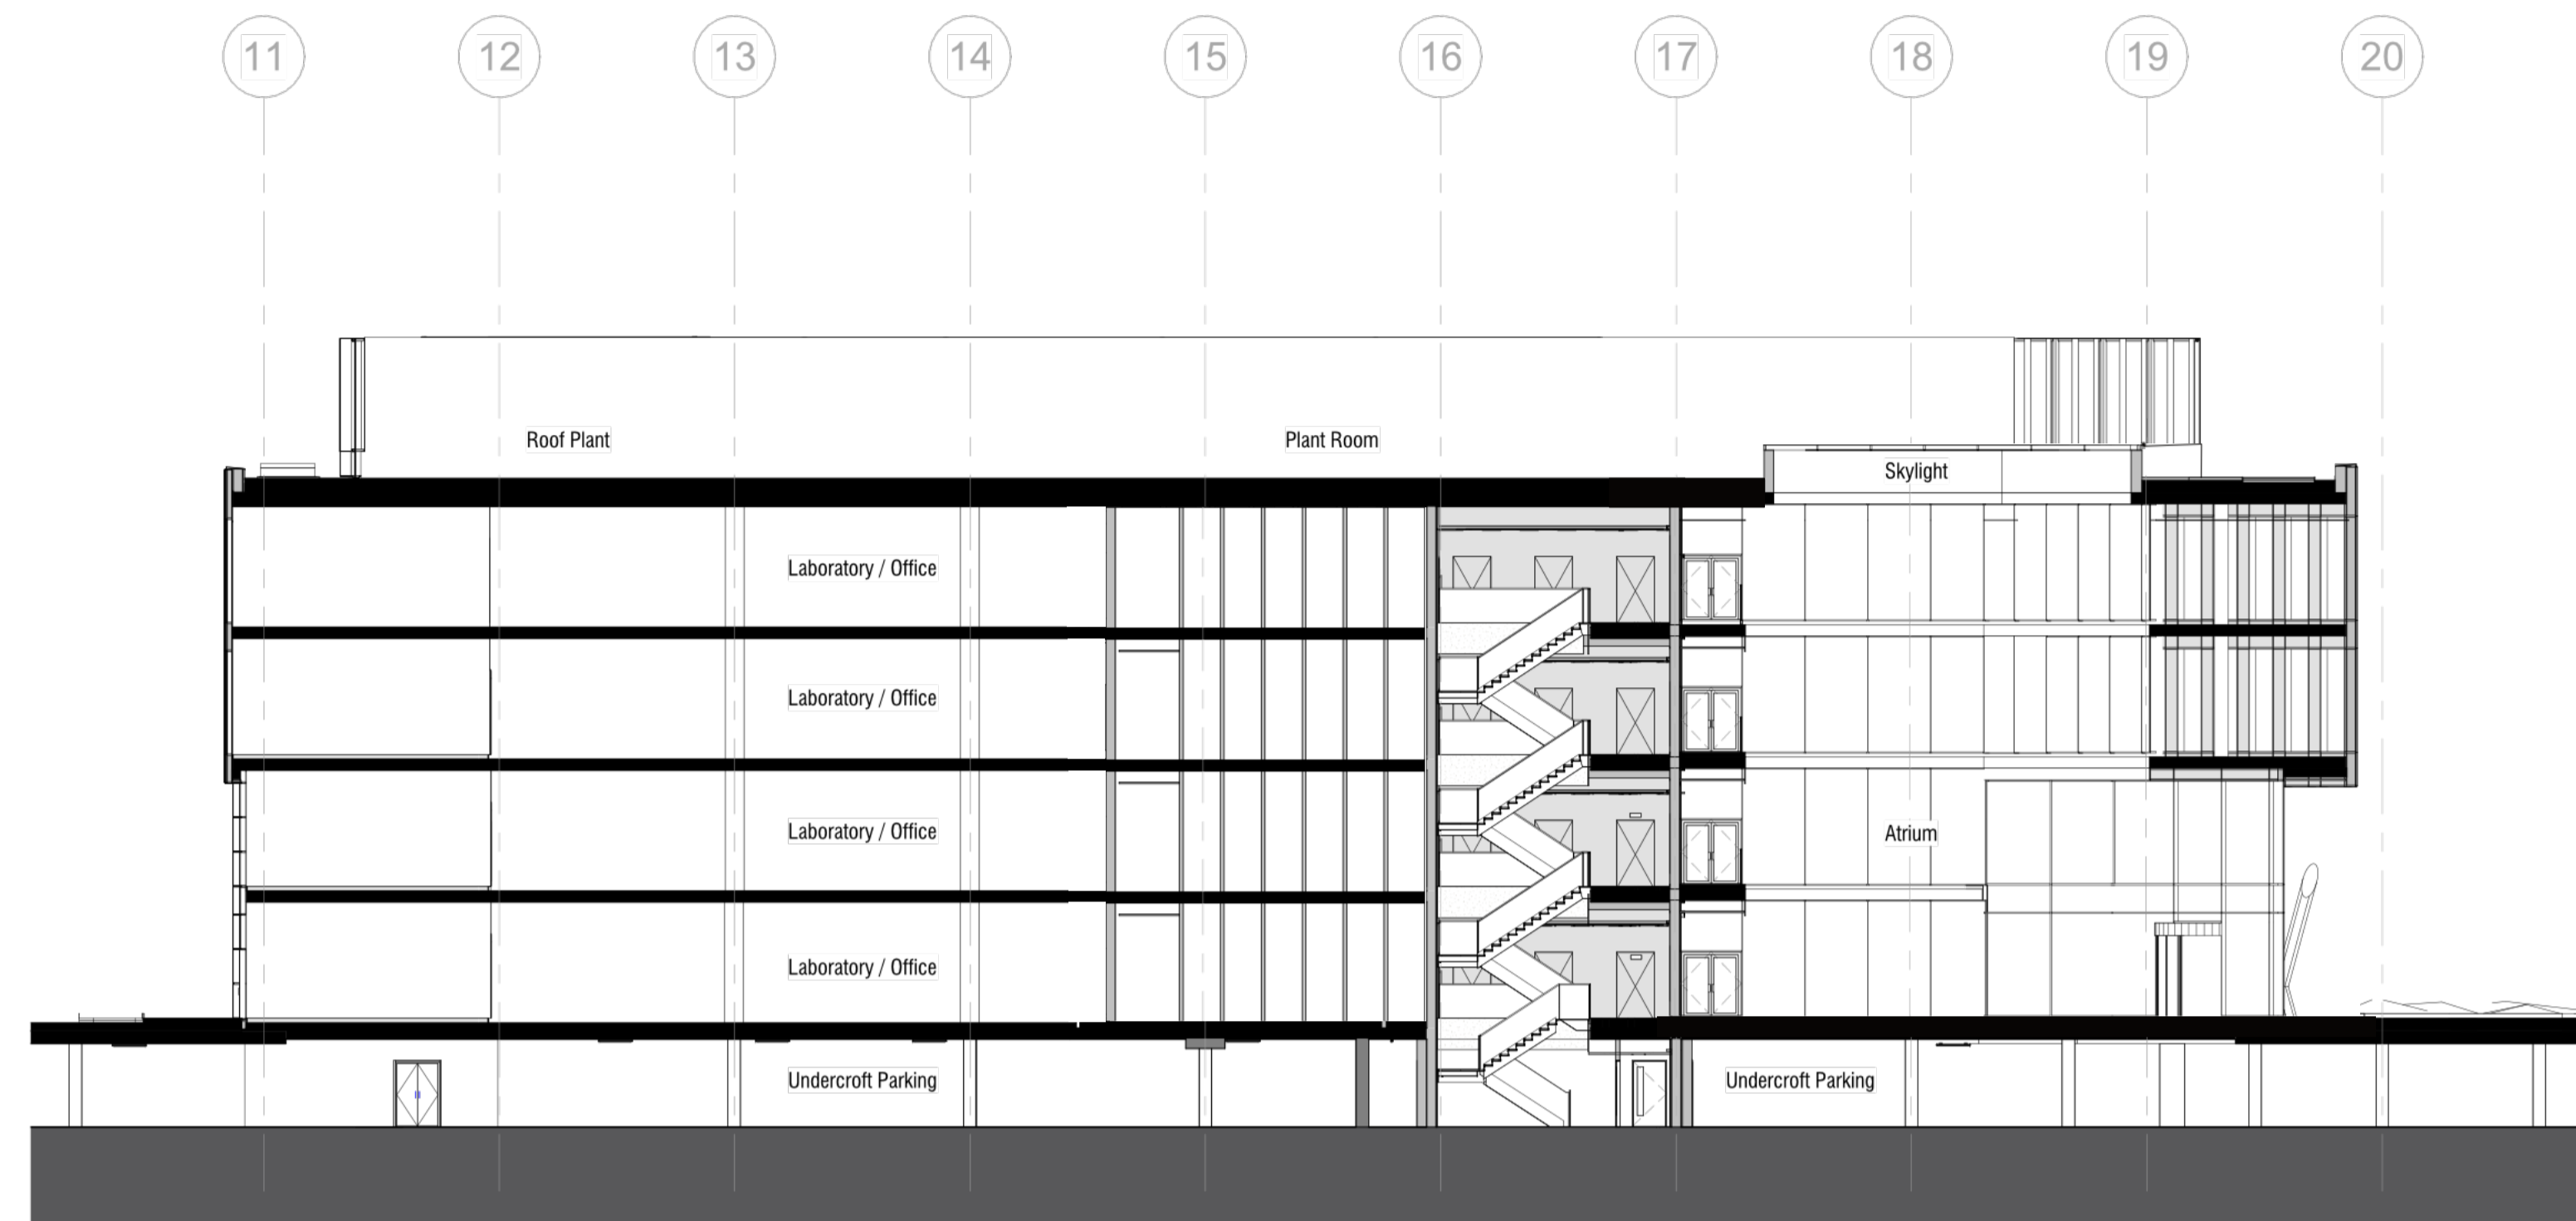 11
12
13
14
15
16
17
18
19
20
Roof Plant
Plant Room
Skylight
Laboratory / Office
Laboratory / Office
Laboratory / Office
Atrium
Laboratory / Office
Undercroft Parking
Undercroft Parking